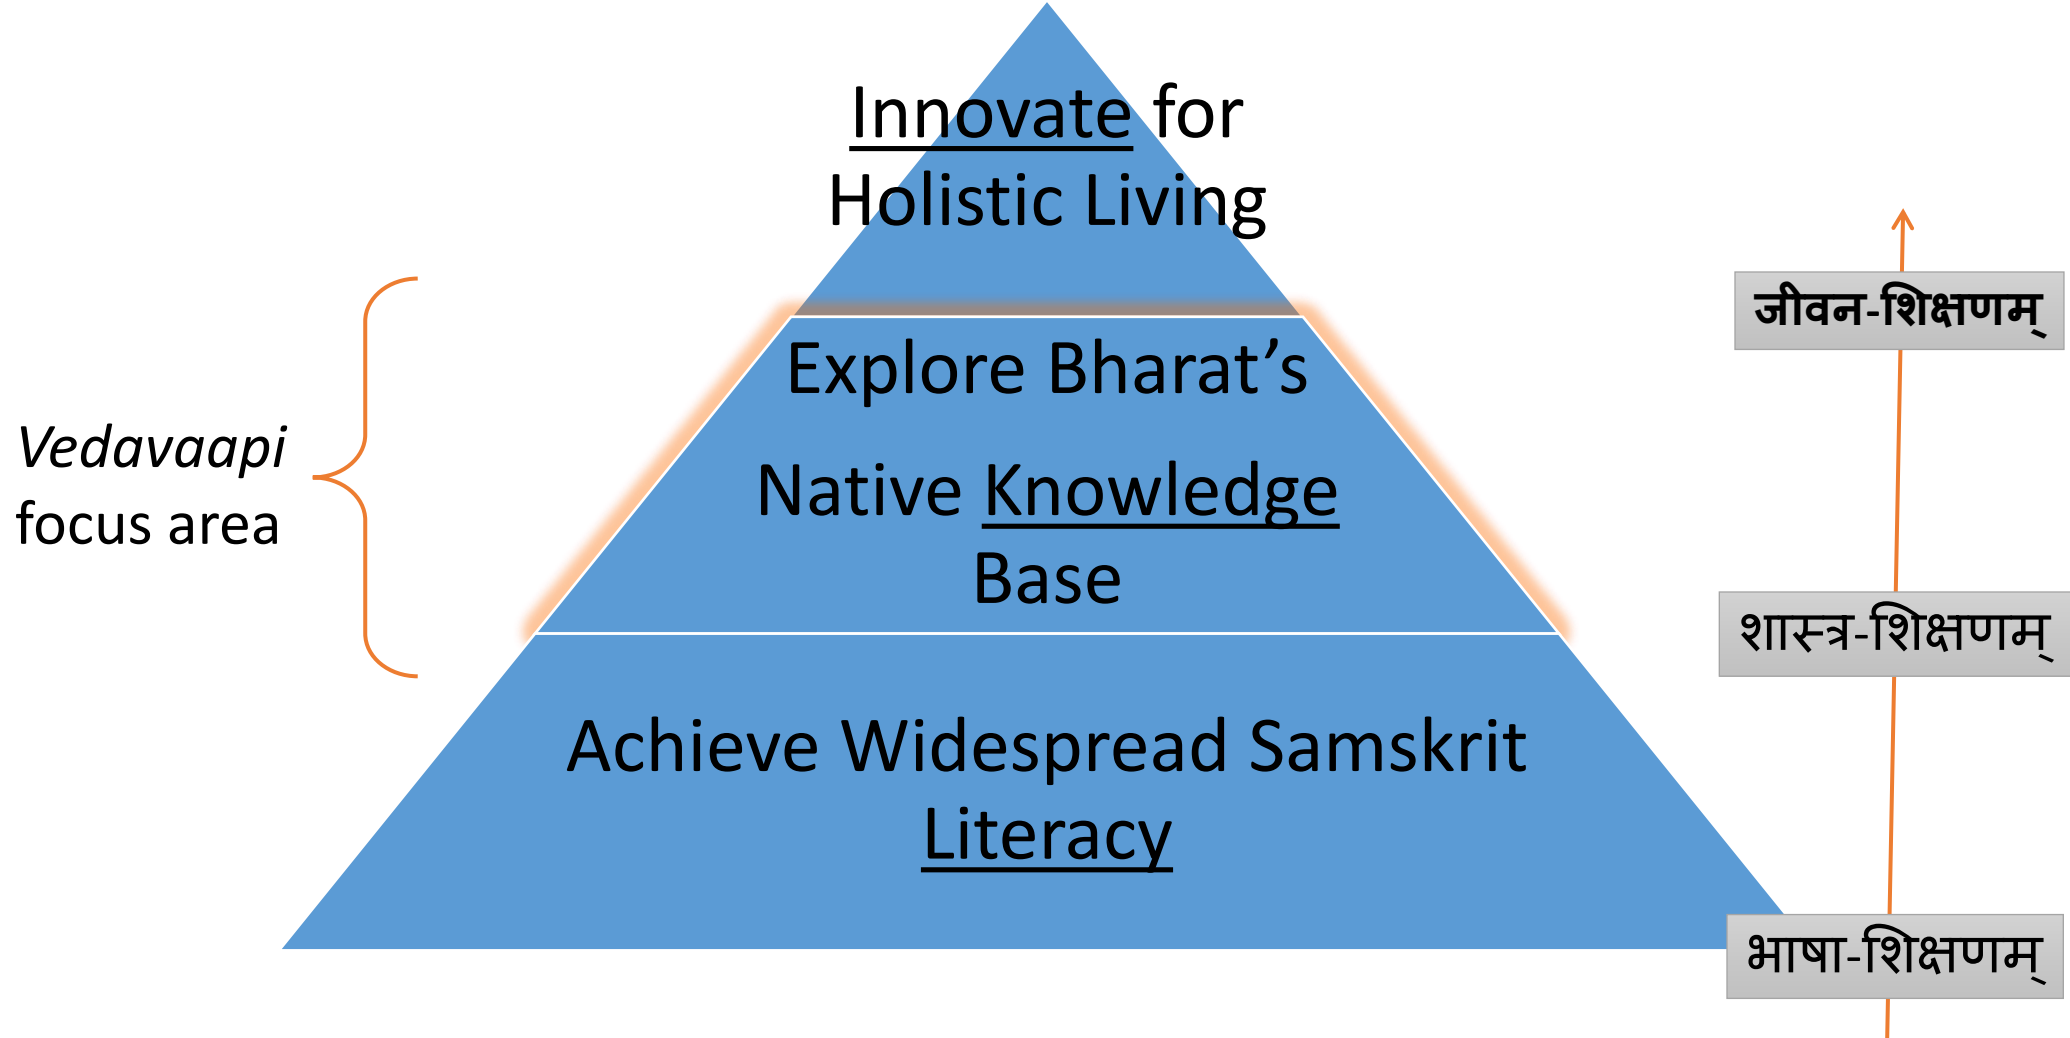 Innovate for
Holistic Living
Explore Bharat’s
Native Knowledge
Base
Achieve Widespread Samskrit
Literacy
Vedavaapi
focus area
जीवन-शिक्षणम्
शास्त्र-शिक्षणम्
भाषा-शिक्षणम्